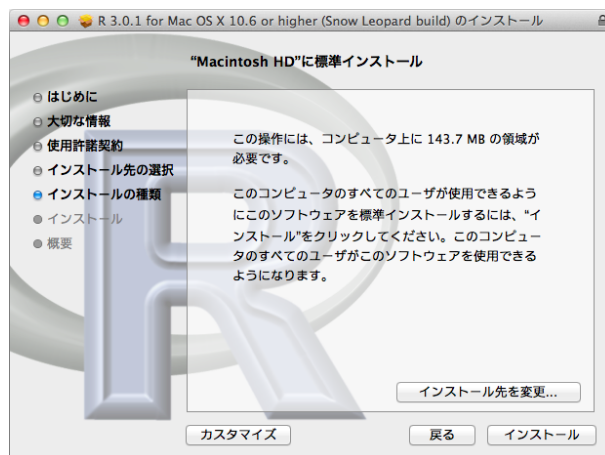 R 3.0.1 for Mac OS X 10.6 or higher (Snow Leopard build) のインストール
“Macintosh HD”に標準インストール
はじめに
大切な情報
使用許諾契約
インストール先の選択
インストールの種類
インストール
概要
この操作には、コンピュータ上に 143.7 MB の領域が
必要です。
このコンピュータのすべてのユーザが使用できるよう
にこのソフトウェアを標準インストールするには、“イ
ンストール”をクリックしてください。このコンピュー
タのすべてのユーザがこのソフトウェアを使用できる
ようになります。
インストール先を変更...
カスタマイズ
戻る
インストール
R